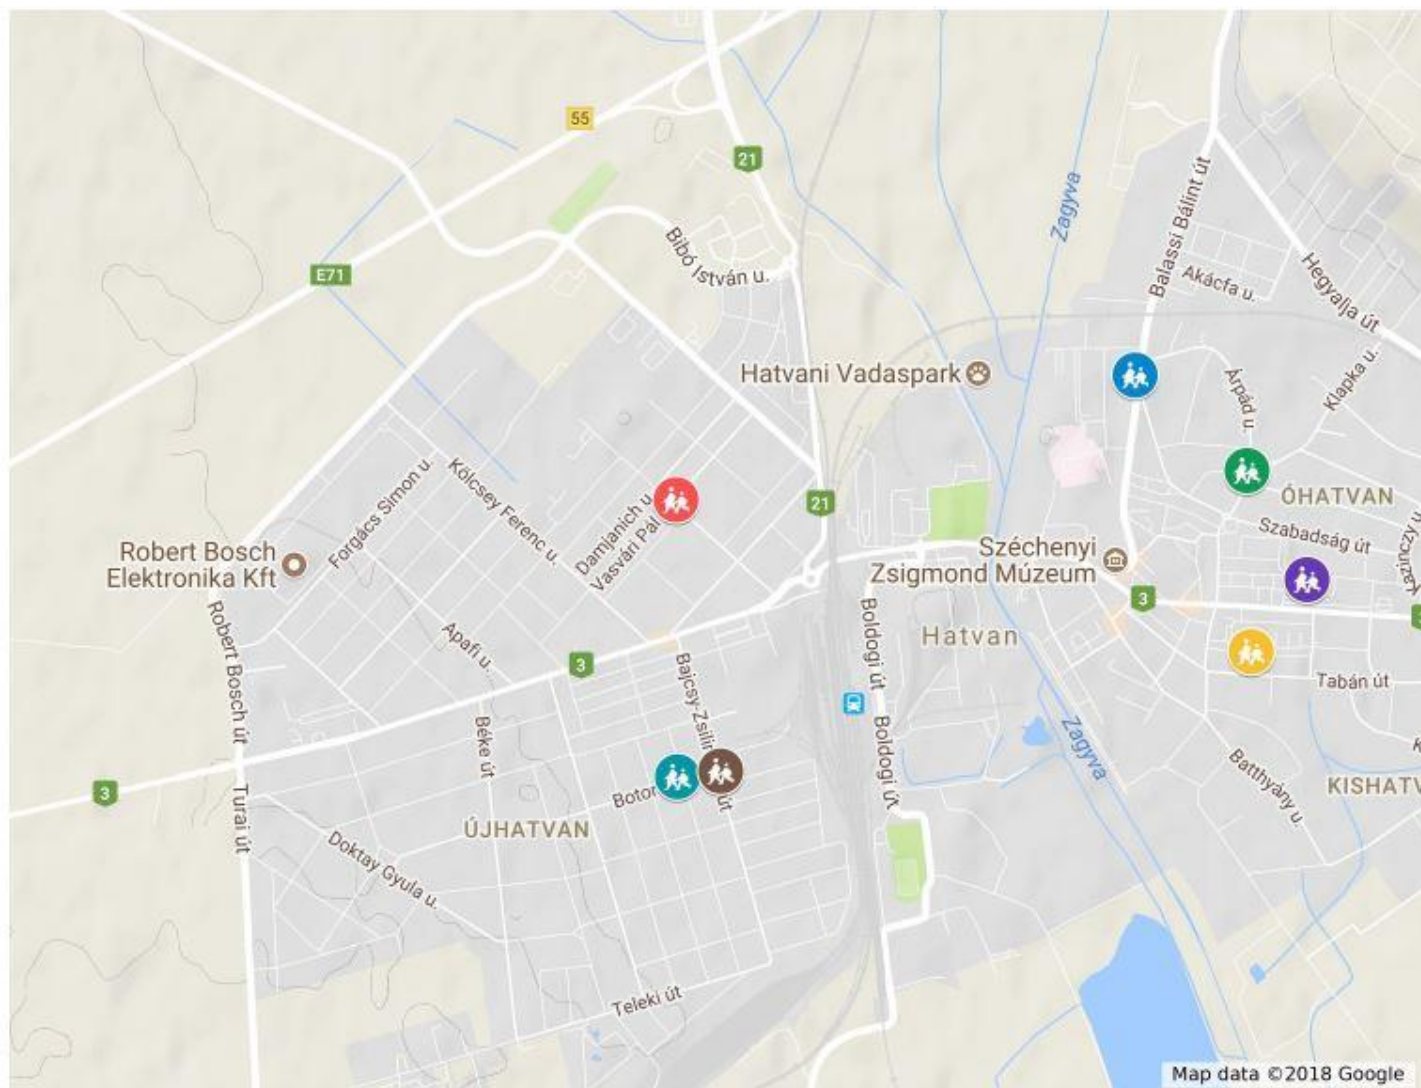 55
21
Zagyva
Balassi Bálint út
Bibó István u.
E71
Akácfa u.
Hegyalja út
Hatvani Vadaspark
Árpád u.
Klapka u.
Forgács Simon u.
Kölcsey Ferenc u.
Damjanich u.
Vasvári Pál
21
ÓHATVAN
Szabadság út
Kazinczy u.
Robert Bosch
Elektronika Kft
Széchenyi
Zsigmond Múzeum
3
Robert Bosch út
Apafi u.
Boldogi út
Hatvan
3
Bajcsy-Zsilin
út
Tabán út
Béke út
Boldogi út
Zagyva
Batthyány u.
KISHATV
3
Turai út
Botor
ÚJHATVAN
Doktay Gyula u.
Teleki út
Map data ©2018 Google